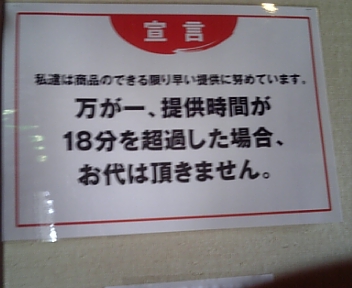 宣言
私達は商品のできる限り早い提供に努めています。
万が一、提供時間が
18分を超過した場合、
お代は頂きません。